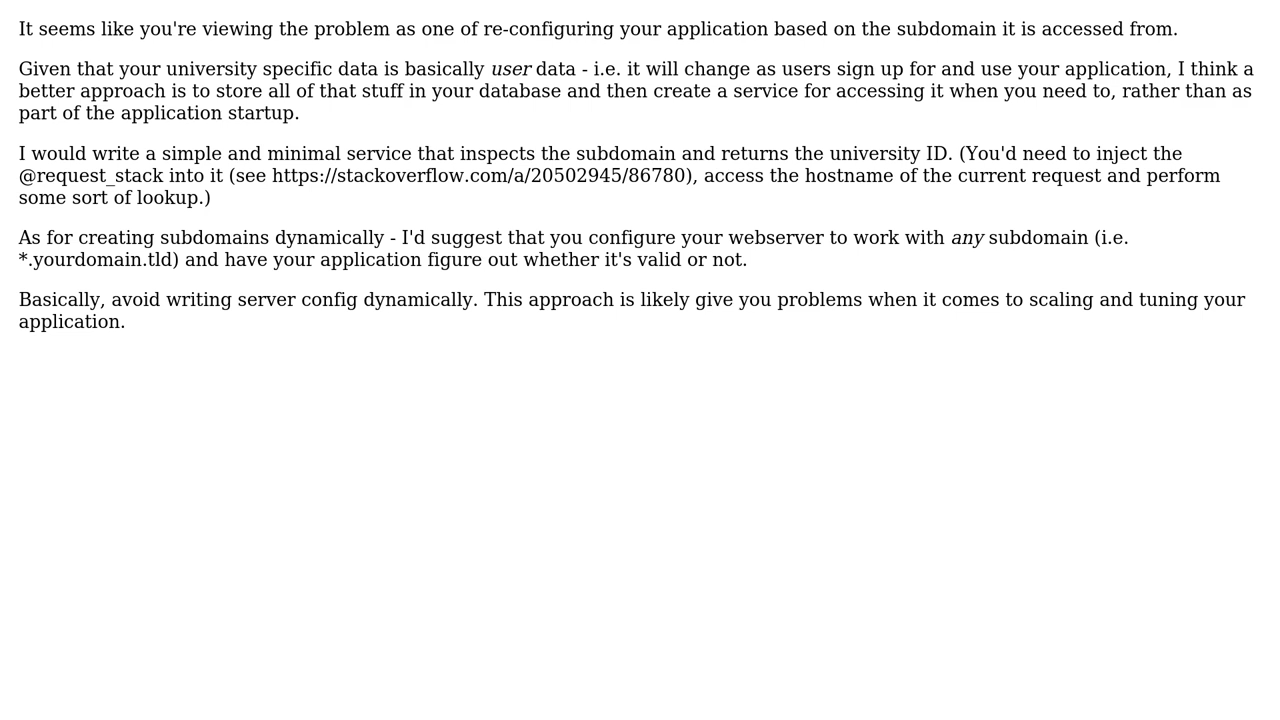 It seems like you're viewing the problem as one of re-configuring your application based on the subdomain it is accessed from.
Given that your university specific data is basically user data - i.e. it will change as users sign up for and use your application, I think a
better approach is to store all of that stuff in your database and then create a service for accessing it when you need to, rather than as
part of the application startup.
I would write a simple and minimal service that inspects the subdomain and returns the university ID. (You'd need to inject the
@request_stack into it (see https://stackoverflow.com/a/20502945/86780), access the hostname of the current request and perform
some sort of lookup.)
As for creating subdomains dynamically - I'd suggest that you configure your webserver to work with any subdomain (i.e.
*.yourdomain.tld) and have your application figure out whether it's valid or not.
Basically, avoid writing server config dynamically. This approach is likely give you problems when it comes to scaling and tuning your
application.